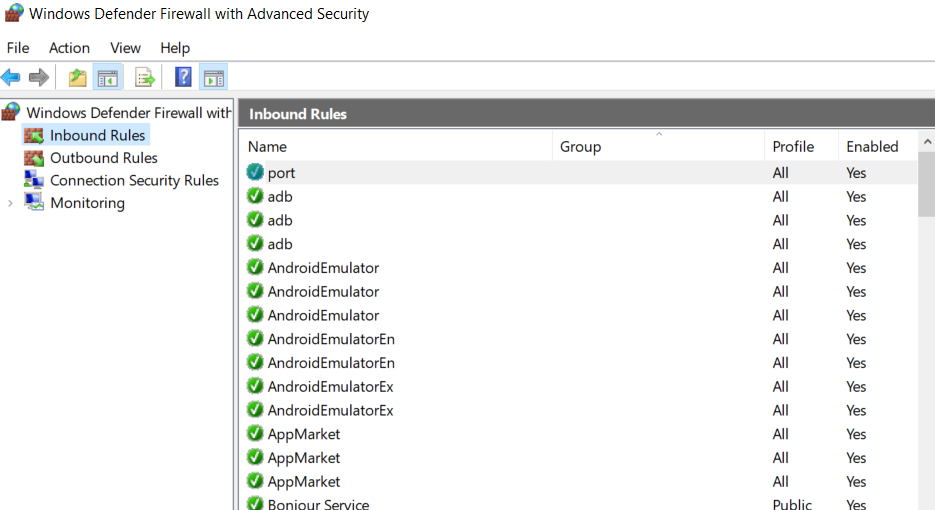 Windows Defender Firewall with Advanced Security
File Action View Help
Windows Defender Firewall with
Inbound Rules
Outbound Rules
Connection Security Rules
Monitoring
Inbound Rules
Name Group Profile Enabled
port All Yes
adb All Yes
adb All Yes
adb All Yes
AndroidEmulator All Yes
AndroidEmulator All Yes
AndroidEmulator All Yes
AndroidEmulatorEn All Yes
AndroidEmulatorEn All Yes
AndroidEmulatorEx All Yes
AndroidEmulatorEx All Yes
AppMarket All Yes
AppMarket All Yes
AppMarket All Yes
Bonjour Service Public Yes